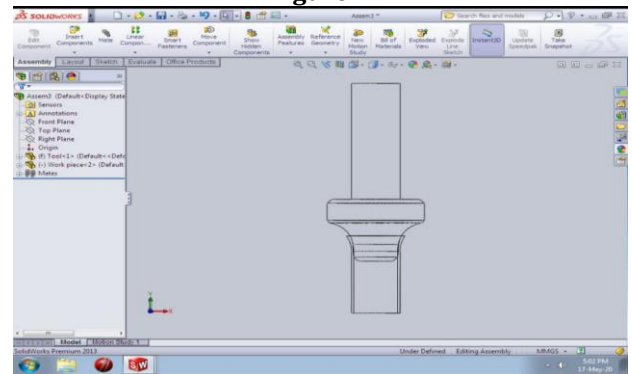 SOLIDWORKS
Assem3 *
Search files and models
Edit Component
Insert Components
Mate
Linear Compon...
Smart Fasteners
Move Component
Show Hidden Components
Assembly Features
Reference Geometry
New Motion Study
Bill of Materials
Exploded View
Explode Line Sketch
Instant3D
Update Speedpak
Take Snapshot
Assembly Layout Sketch Evaluate Office Products
Assem3 (Default<Display State
Sensors
Annotations
Front Plane
Top Plane
Right Plane
Origin
(f) Tool<1> (Default<<Defa
(-) Work piece<2> (Default
Mates
Model Motion Study 1
SolidWorks Premium 2013
Under Defined Editing Assembly MMGS
5:02 PM
17-May-20